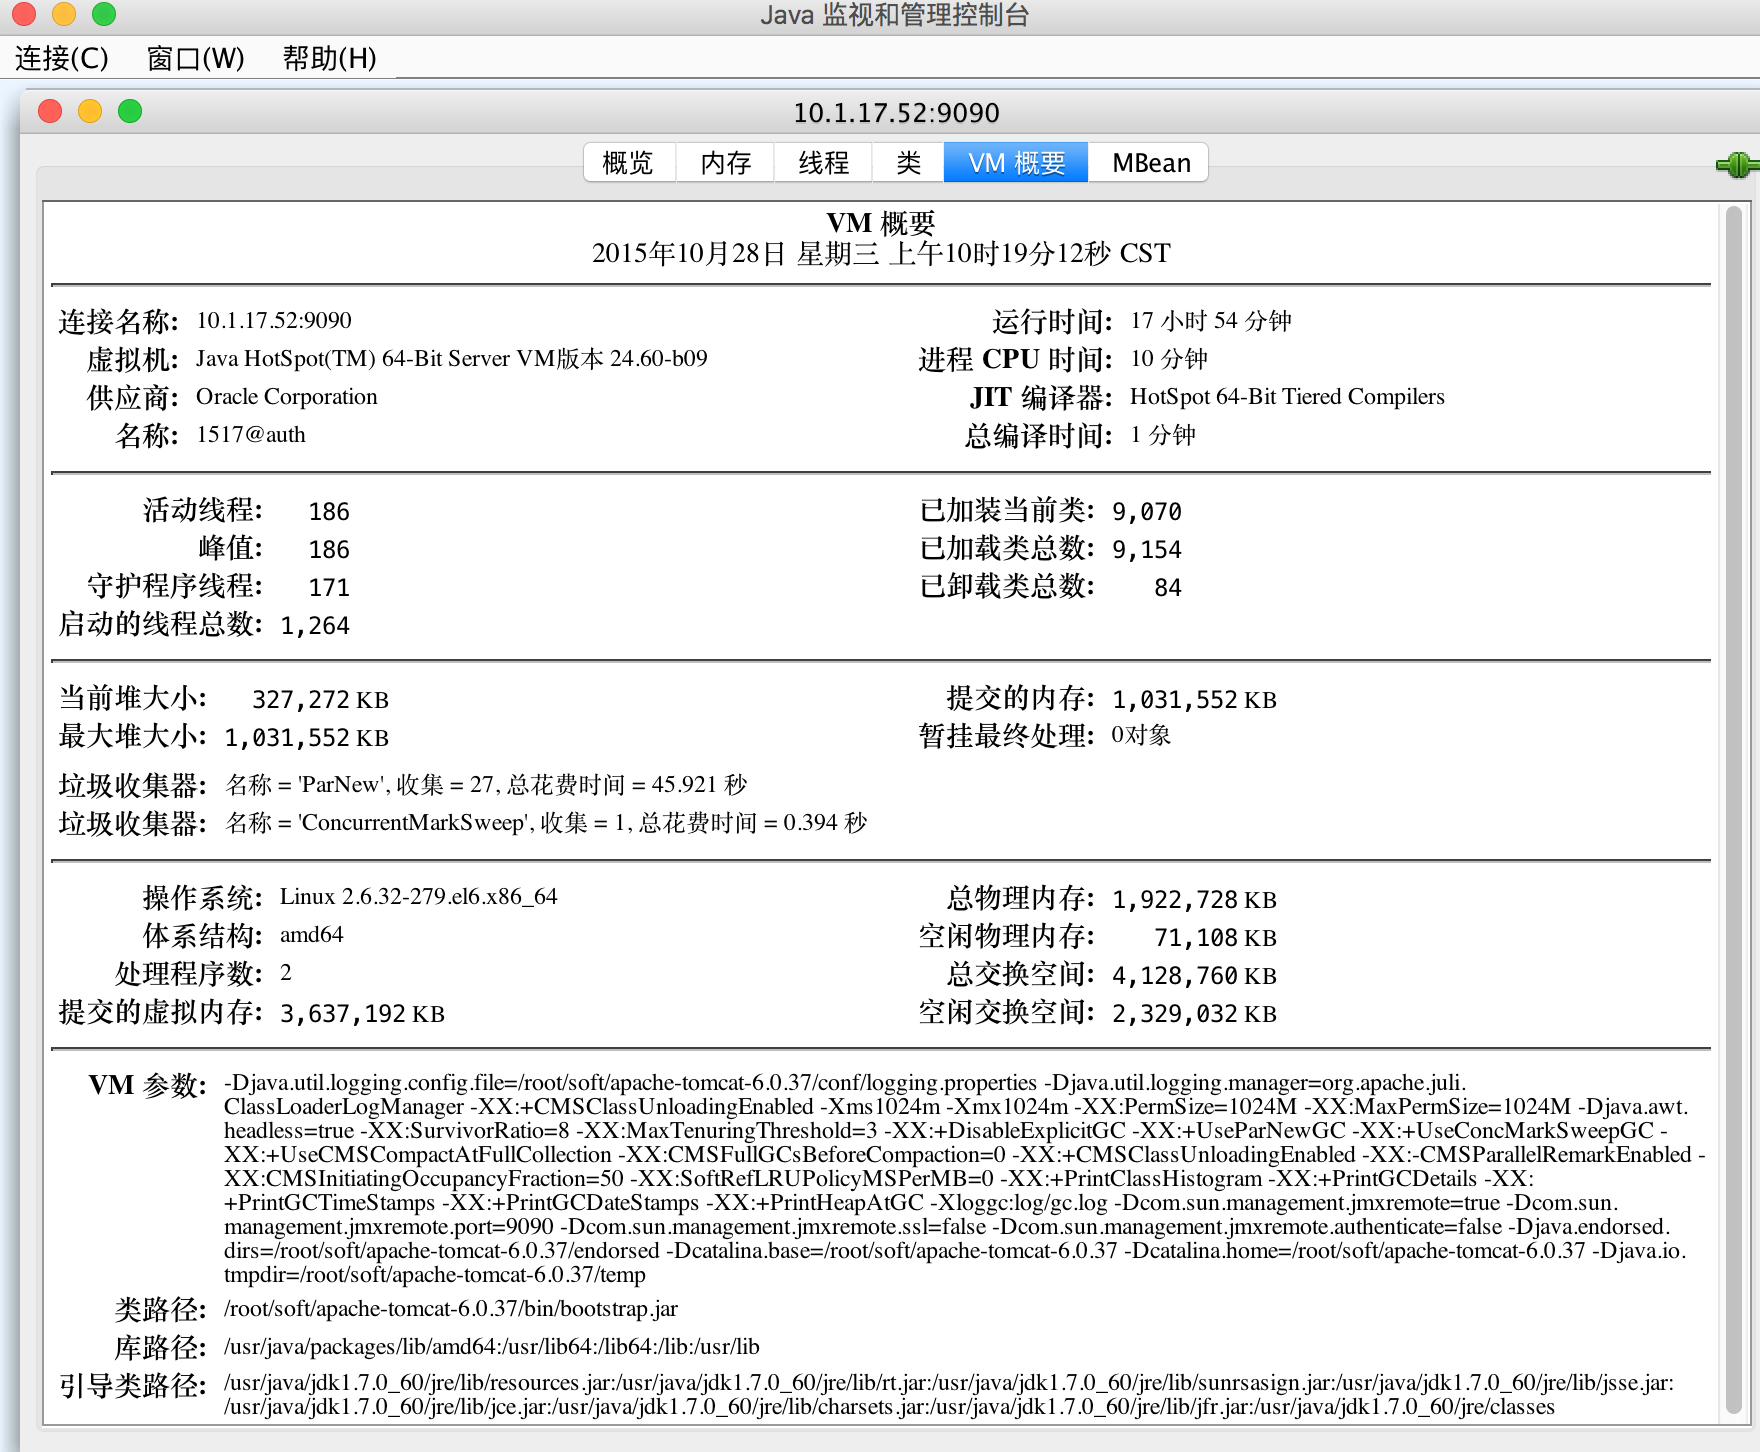 Java 监视和管理控制台
连接(C) 窗口(W) 帮助(H)
10.1.17.52:9090
概览 内存 线程 类 VM 概要 MBean
VM 概要
2015年10月28日 星期三 上午10时19分12秒 CST
连接名称: 10.1.17.52:9090 运行时间: 17 小时 54 分钟
虚拟机: Java HotSpot(TM) 64-Bit Server VM版本 24.60-b09 进程 CPU 时间: 10 分钟
供应商: Oracle Corporation JIT 编译器: HotSpot 64-Bit Tiered Compilers
名称: 1517@auth 总编译时间: 1 分钟
活动线程: 186 已加装当前类: 9,070
峰值: 186 已加载类总数: 9,154
守护程序线程: 171 已卸载类总数: 84
启动的线程总数: 1,264
当前堆大小: 327,272 KB 提交的内存: 1,031,552 KB
最大堆大小: 1,031,552 KB 暂挂最终处理: 0对象
垃圾收集器: 名称 = 'ParNew', 收集 = 27, 总花费时间 = 45.921 秒
垃圾收集器: 名称 = 'ConcurrentMarkSweep', 收集 = 1, 总花费时间 = 0.394 秒
操作系统: Linux 2.6.32-279.el6.x86_64 总物理内存: 1,922,728 KB
体系结构: amd64 空闲物理内存: 71,108 KB
处理程序数: 2 总交换空间: 4,128,760 KB
提交的虚拟内存: 3,637,192 KB 空闲交换空间: 2,329,032 KB
VM 参数: -Djava.util.logging.config.file=/root/soft/apache-tomcat-6.0.37/conf/logging.properties -Djava.util.logging.manager=org.apache.juli.
ClassLoaderLogManager -XX:+CMSClassUnloadingEnabled -Xms1024m -Xmx1024m -XX:PermSize=1024M -XX:MaxPermSize=1024M -Djava.awt.
headless=true -XX:SurvivorRatio=8 -XX:MaxTenuringThreshold=3 -XX:+DisableExplicitGC -XX:+UseParNewGC -XX:+UseConcMarkSweepGC -
XX:+UseCMSCompactAtFullCollection -XX:CMSFullGCsBeforeCompaction=0 -XX:+CMSClassUnloadingEnabled -XX:-CMSParallelRemarkEnabled -
XX:CMSInitiatingOccupancyFraction=50 -XX:SoftRefLRUPolicyMSPerMB=0 -XX:+PrintClassHistogram -XX:+PrintGCDetails -XX:
+PrintGCTimeStamps -XX:+PrintGCDateStamps -XX:+PrintHeapAtGC -Xloggc:log/gc.log -Dcom.sun.management.jmxremote=true -Dcom.sun.
management.jmxremote.port=9090 -Dcom.sun.management.jmxremote.ssl=false -Dcom.sun.management.jmxremote.authenticate=false -Djava.endorsed.
dirs=/root/soft/apache-tomcat-6.0.37/endorsed -Dcatalina.base=/root/soft/apache-tomcat-6.0.37 -Dcatalina.home=/root/soft/apache-tomcat-6.0.37 -Djava.io.
tmpdir=/root/soft/apache-tomcat-6.0.37/temp
类路径: /root/soft/apache-tomcat-6.0.37/bin/bootstrap.jar
库路径: /usr/java/packages/lib/amd64:/usr/lib64:/lib64:/lib:/usr/lib
引导类路径: /usr/java/jdk1.7.0_60/jre/lib/resources.jar:/usr/java/jdk1.7.0_60/jre/lib/rt.jar:/usr/java/jdk1.7.0_60/jre/lib/sunrsasign.jar:/usr/java/jdk1.7.0_60/jre/lib/jsse.jar:
/usr/java/jdk1.7.0_60/jre/lib/jce.jar:/usr/java/jdk1.7.0_60/jre/lib/charsets.jar:/usr/java/jdk1.7.0_60/jre/lib/jfr.jar:/usr/java/jdk1.7.0_60/jre/classes